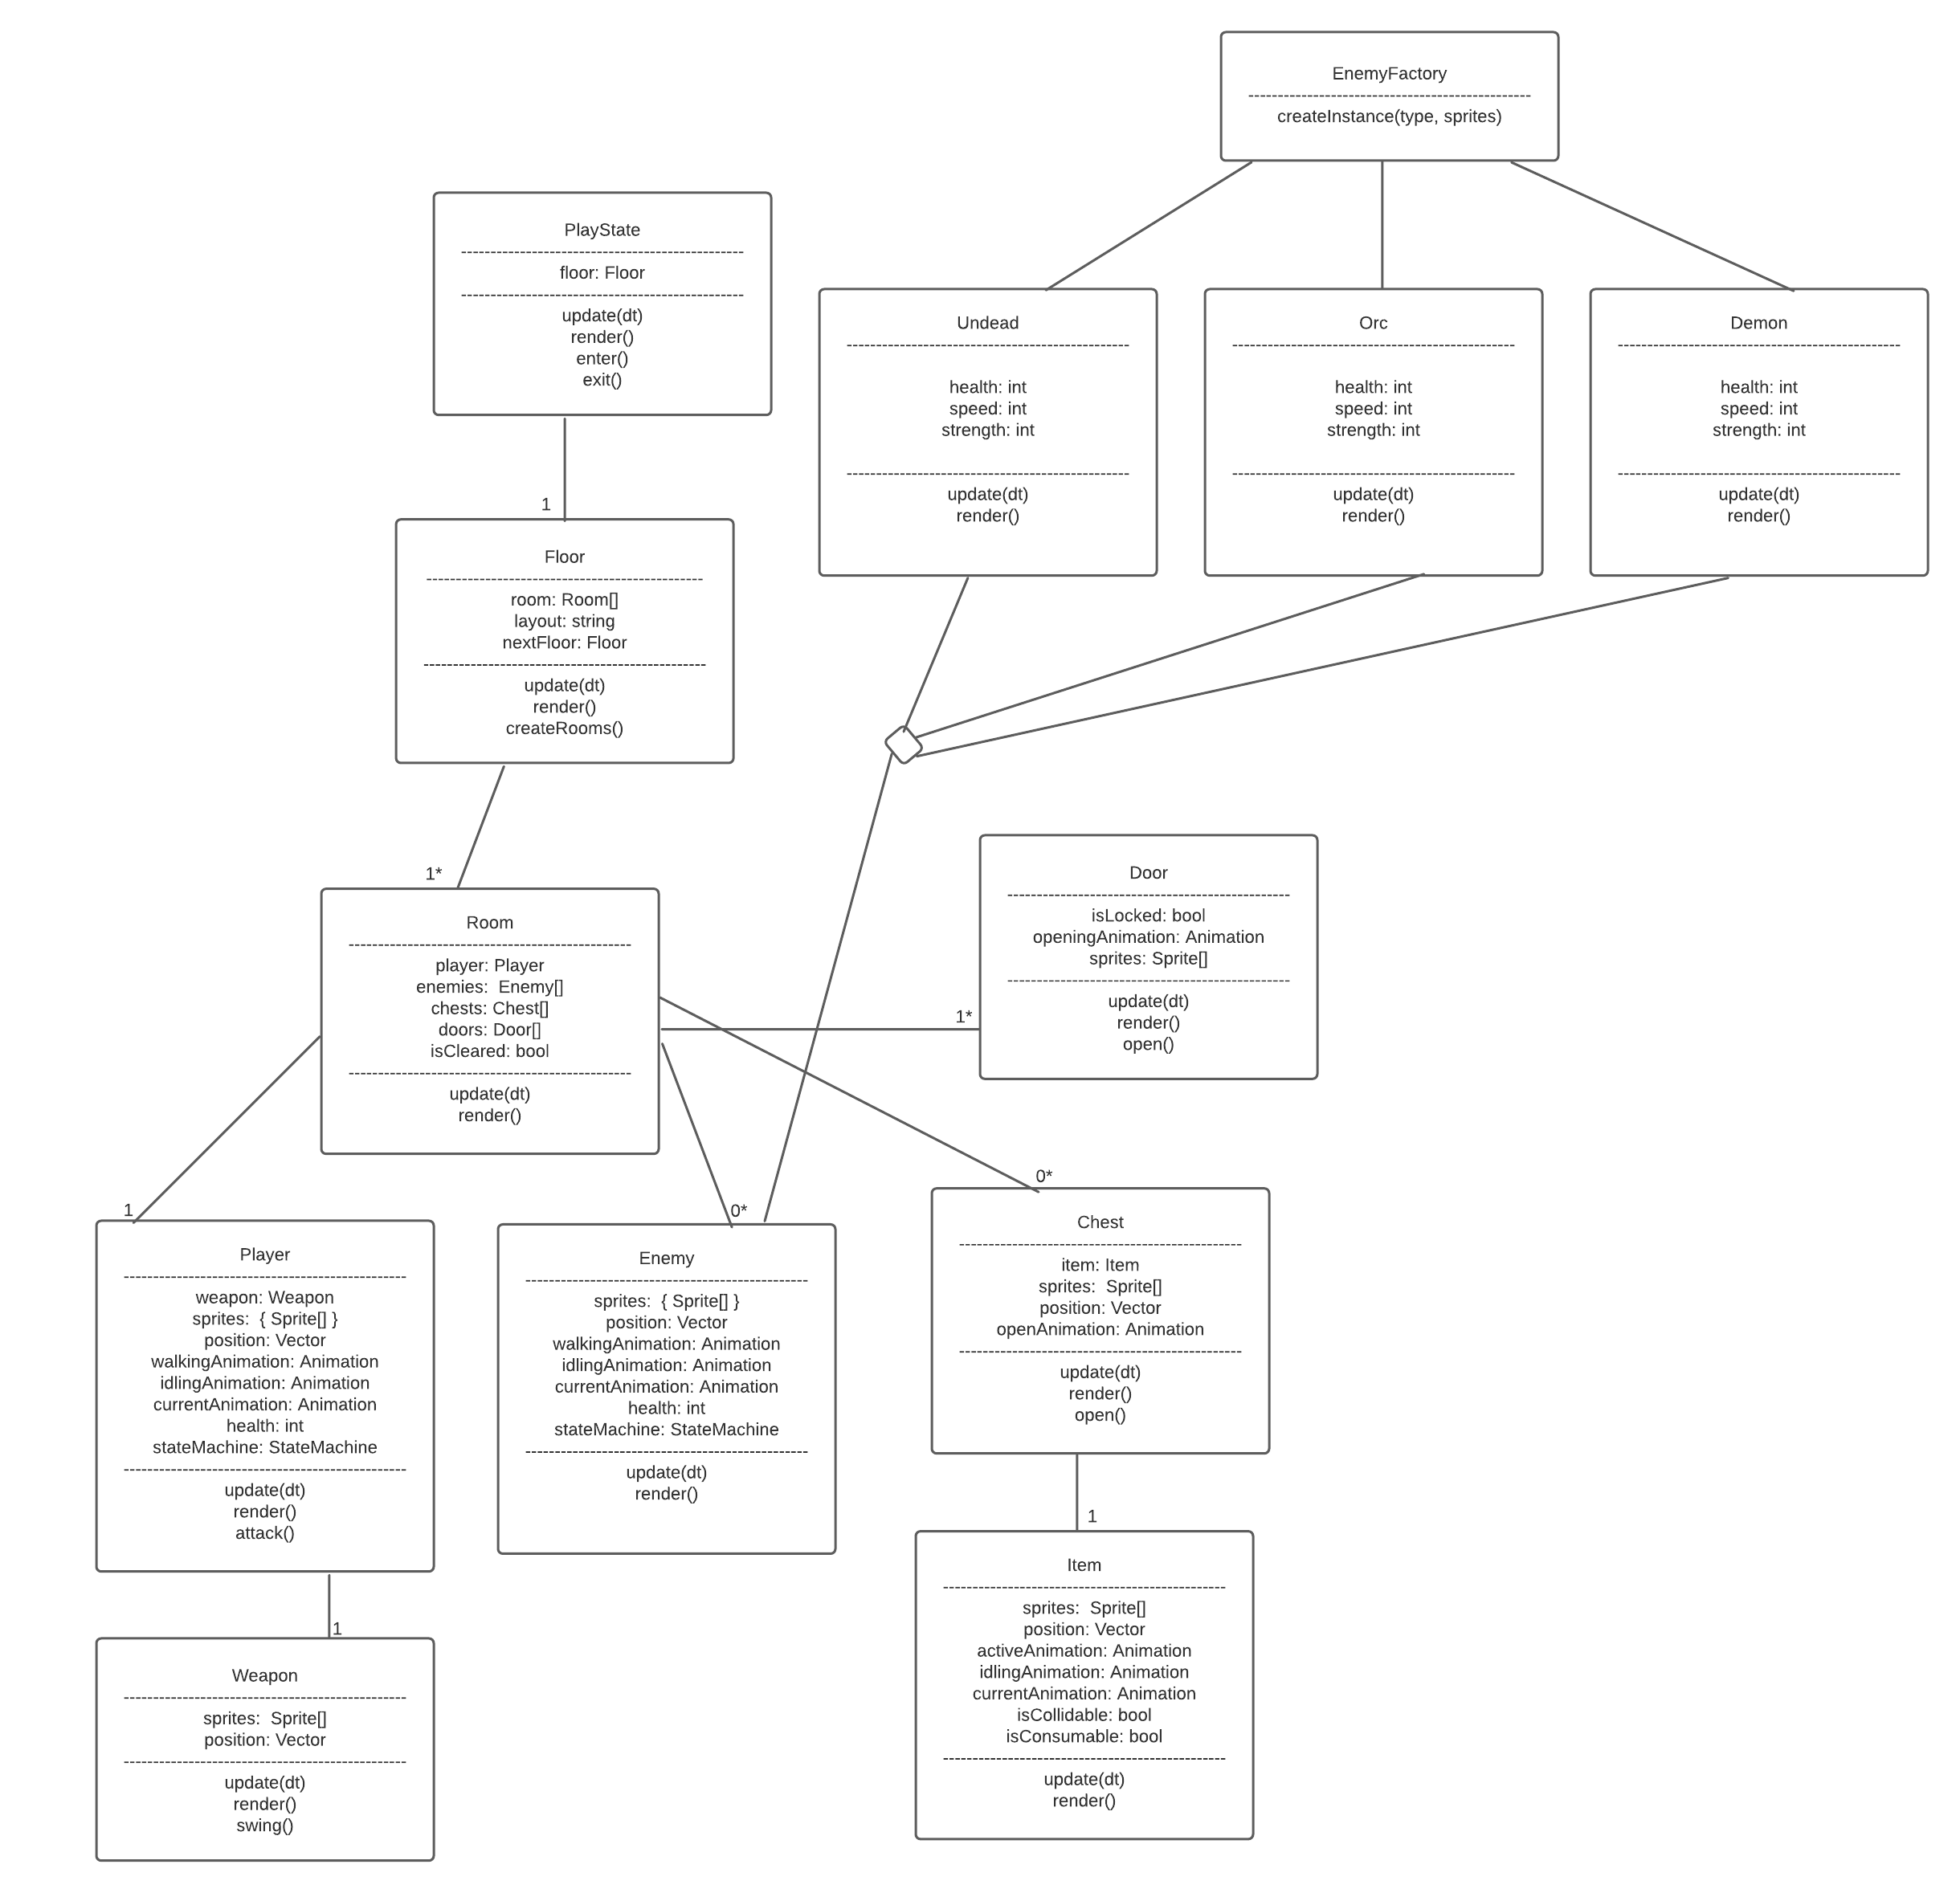 EnemyFactory
------------------------------------------------
createInstance(type, sprites)
PlayState
------------------------------------------------
floor: Floor
------------------------------------------------
update(dt)
render()
enter()
exit()
Undead
------------------------------------------------
health: int
speed: int
strength: int
------------------------------------------------
update(dt)
render()
Orc
------------------------------------------------
health: int
speed: int
strength: int
------------------------------------------------
update(dt)
render()
Demon
------------------------------------------------
health: int
speed: int
strength: int
------------------------------------------------
update(dt)
render()
1
Floor
-----------------------------------------------
room: Room[]
layout: string
nextFloor: Floor
------------------------------------------------
update(dt)
render()
createRooms()
1*
Room
------------------------------------------------
player: Player
enemies:  Enemy[]
chests: Chest[]
doors: Door[]
isCleared: bool
------------------------------------------------
update(dt)
render()
1*
Door
------------------------------------------------
isLocked: bool
openingAnimation: Animation
sprites: Sprite[]
------------------------------------------------
update(dt)
render()
open()
1
Player
------------------------------------------------
weapon: Weapon
sprites:  { Sprite[] }
position: Vector
walkingAnimation: Animation
idlingAnimation: Animation
currentAnimation: Animation
health: int
stateMachine: StateMachine
------------------------------------------------
update(dt)
render()
attack()
0*
Enemy
------------------------------------------------
sprites:  { Sprite[] }
position: Vector
walkingAnimation: Animation
idlingAnimation: Animation
currentAnimation: Animation
health: int
stateMachine: StateMachine
------------------------------------------------
update(dt)
render()
0*
Chest
------------------------------------------------
item: Item
sprites:  Sprite[]
position: Vector
openAnimation: Animation
------------------------------------------------
update(dt)
render()
open()
1
Item
------------------------------------------------
sprites:  Sprite[]
position: Vector
activeAnimation: Animation
idlingAnimation: Animation
currentAnimation: Animation
isCollidable: bool
isConsumable: bool
------------------------------------------------
update(dt)
render()
1
Weapon
------------------------------------------------
sprites:  Sprite[]
position: Vector
------------------------------------------------
update(dt)
render()
swing()